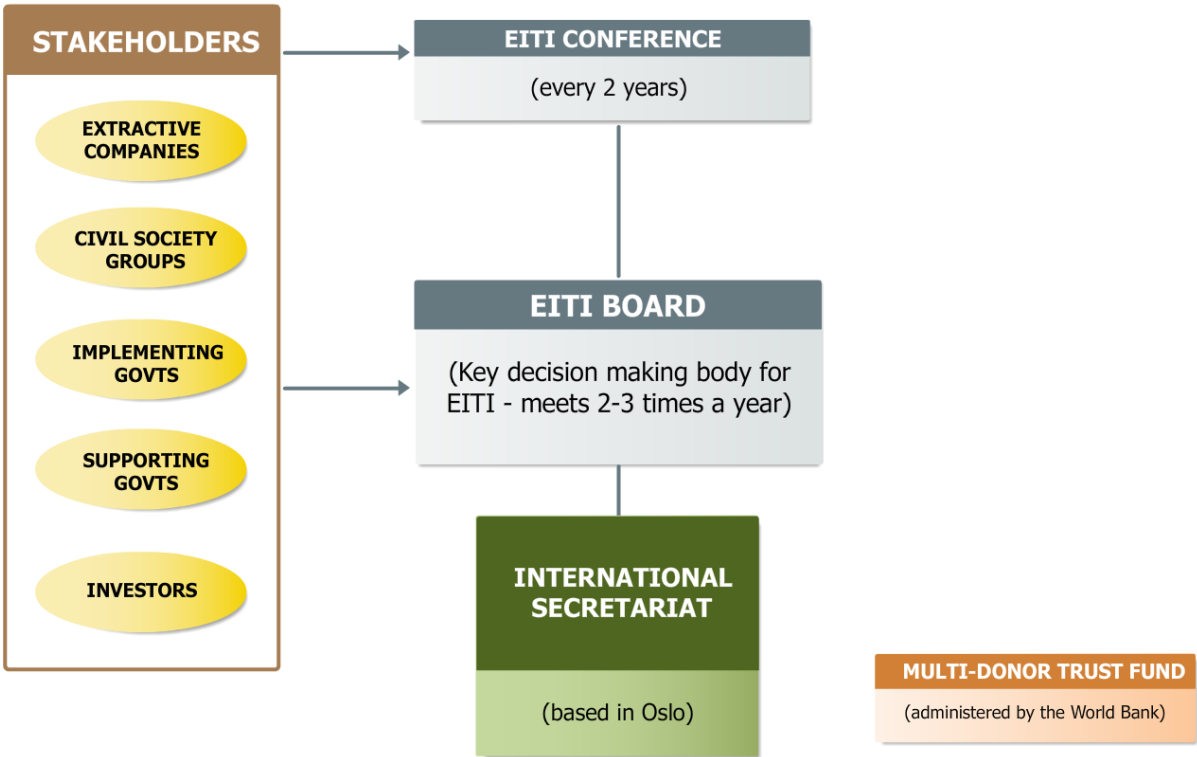 STAKEHOLDERS
EXTRACTIVE
COMPANIES
CIVIL SOCIETY
GROUPS
IMPLEMENTING
GOVTS
SUPPORTING
GOVTS
INVESTORS
EITI CONFERENCE
(every 2 years)
EITI BOARD
(Key decision making body for
EITI - meets 2-3 times a year)
INTERNATIONAL
SECRETARIAT
(based in Oslo)
MULTI-DONOR TRUST FUND
(administered by the World Bank)